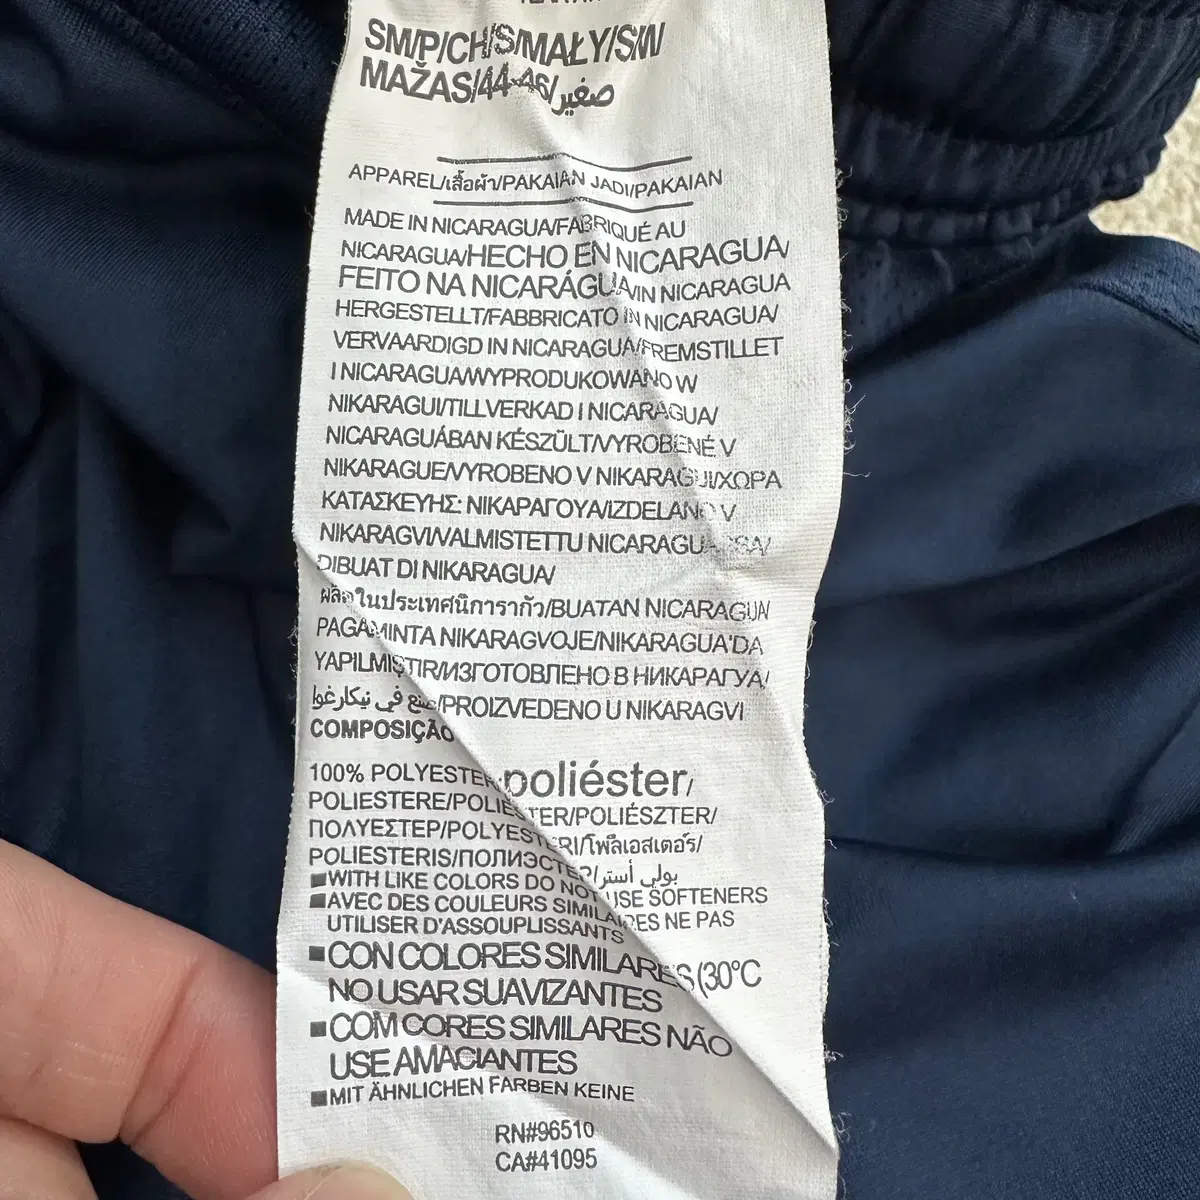 SM/P/CH/S/MAŁY/SM/
MAŽAS/44-46/صغير
APPAREL/เสื้อผ้า/PAKAIAN JADI/PAKAIAN
MADE IN NICARAGUA/FABRIQUÉ AU
NICARAGUA/HECHO EN NICARAGUA/
FEITO NA NICARÁGUA/IN NICARAGUA
HERGESTELLT/FABBRICATO IN NICARAGUA/
VERVAARDIGD IN NICARAGUA/FREMSTILLET
I NICARAGUA/WYPRODUKOWANO W
NIKARAGUI/TILLVERKAD I NICARAGUA/
NICARAGUÁBAN KÉSZÜLT/VYROBENÉ V
NIKARAGUE/VYROBENO V NIKARAGUI/ΧΩΡΑ
ΚΑΤΑΣΚΕΥΗΣ: ΝΙΚΑΡΑΓΟΥΑ/IZDELANO V
NIKARAGVI/VALMISTETTU NICARAGUASSA/
DIBUAT DI NIKARAGUA/
ผลิตในประเทศนิการากัว/BUATAN NICARAGUA/
PAGAMINTA NIKARAGVOJE/NIKARAGUA'DA
YAPILMIŞTIR/ИЗГОТОВЛЕНО В НИКАРАГУА/
صنع في نيكارغوا/PROIZVEDENO U NIKARAGVI
COMPOSIÇÃO
100% POLYESTER/poliéster/
POLIESTERE/POLIESTER/POLIÉSZTER/
ΠΟΛΥΕΣΤΕΡ/POLYESTERI/โพลีเอสเตอร์/
POLIESTERIS/ПОЛИЭСТЕР/بولي أستر/
■WITH LIKE COLORS DO NOT USE SOFTENERS
■AVEC DES COULEURS SIMILAIRES NE PAS
UTILISER D'ASSOUPLISSANTS
■CON COLORES SIMILARES (30°C
NO USAR SUAVIZANTES
■COM CORES SIMILARES NÃO
USE AMACIANTES
■MIT ÄHNLICHEN FARBEN KEINE
RN#96510
CA#41095